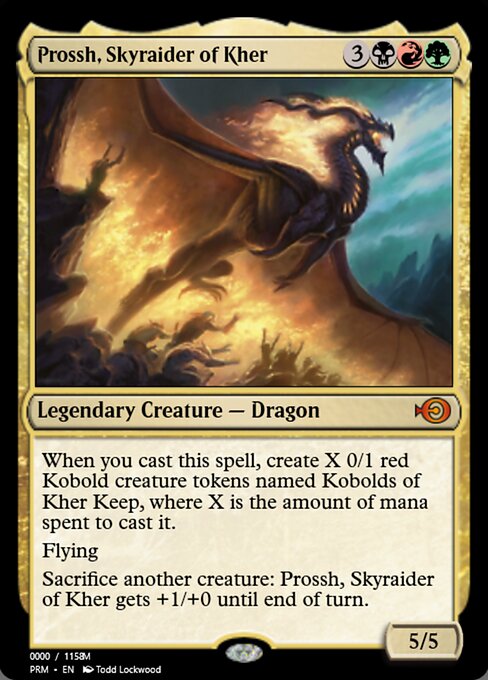 Prossh, Skyraider of Kher 3
Legendary Creature — Dragon
When you cast this spell, create X 0/1 red
Kobold creature tokens named Kobolds of
Kher Keep, where X is the amount of mana
spent to cast it.
Flying
Sacrifice another creature: Prossh, Skyraider
of Kher gets +1/+0 until end of turn.
5/5
0000 / 1158M
PRM • EN Todd Lockwood